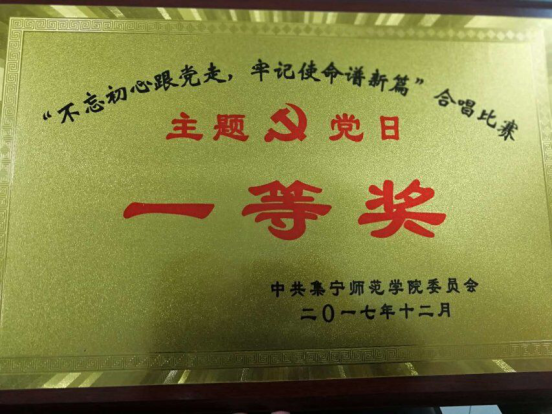 “不忘初心跟党走，牢记使命谱新篇”合唱比赛
主题党日
一等奖
中共集宁师范学院委员会
二〇一七年十二月